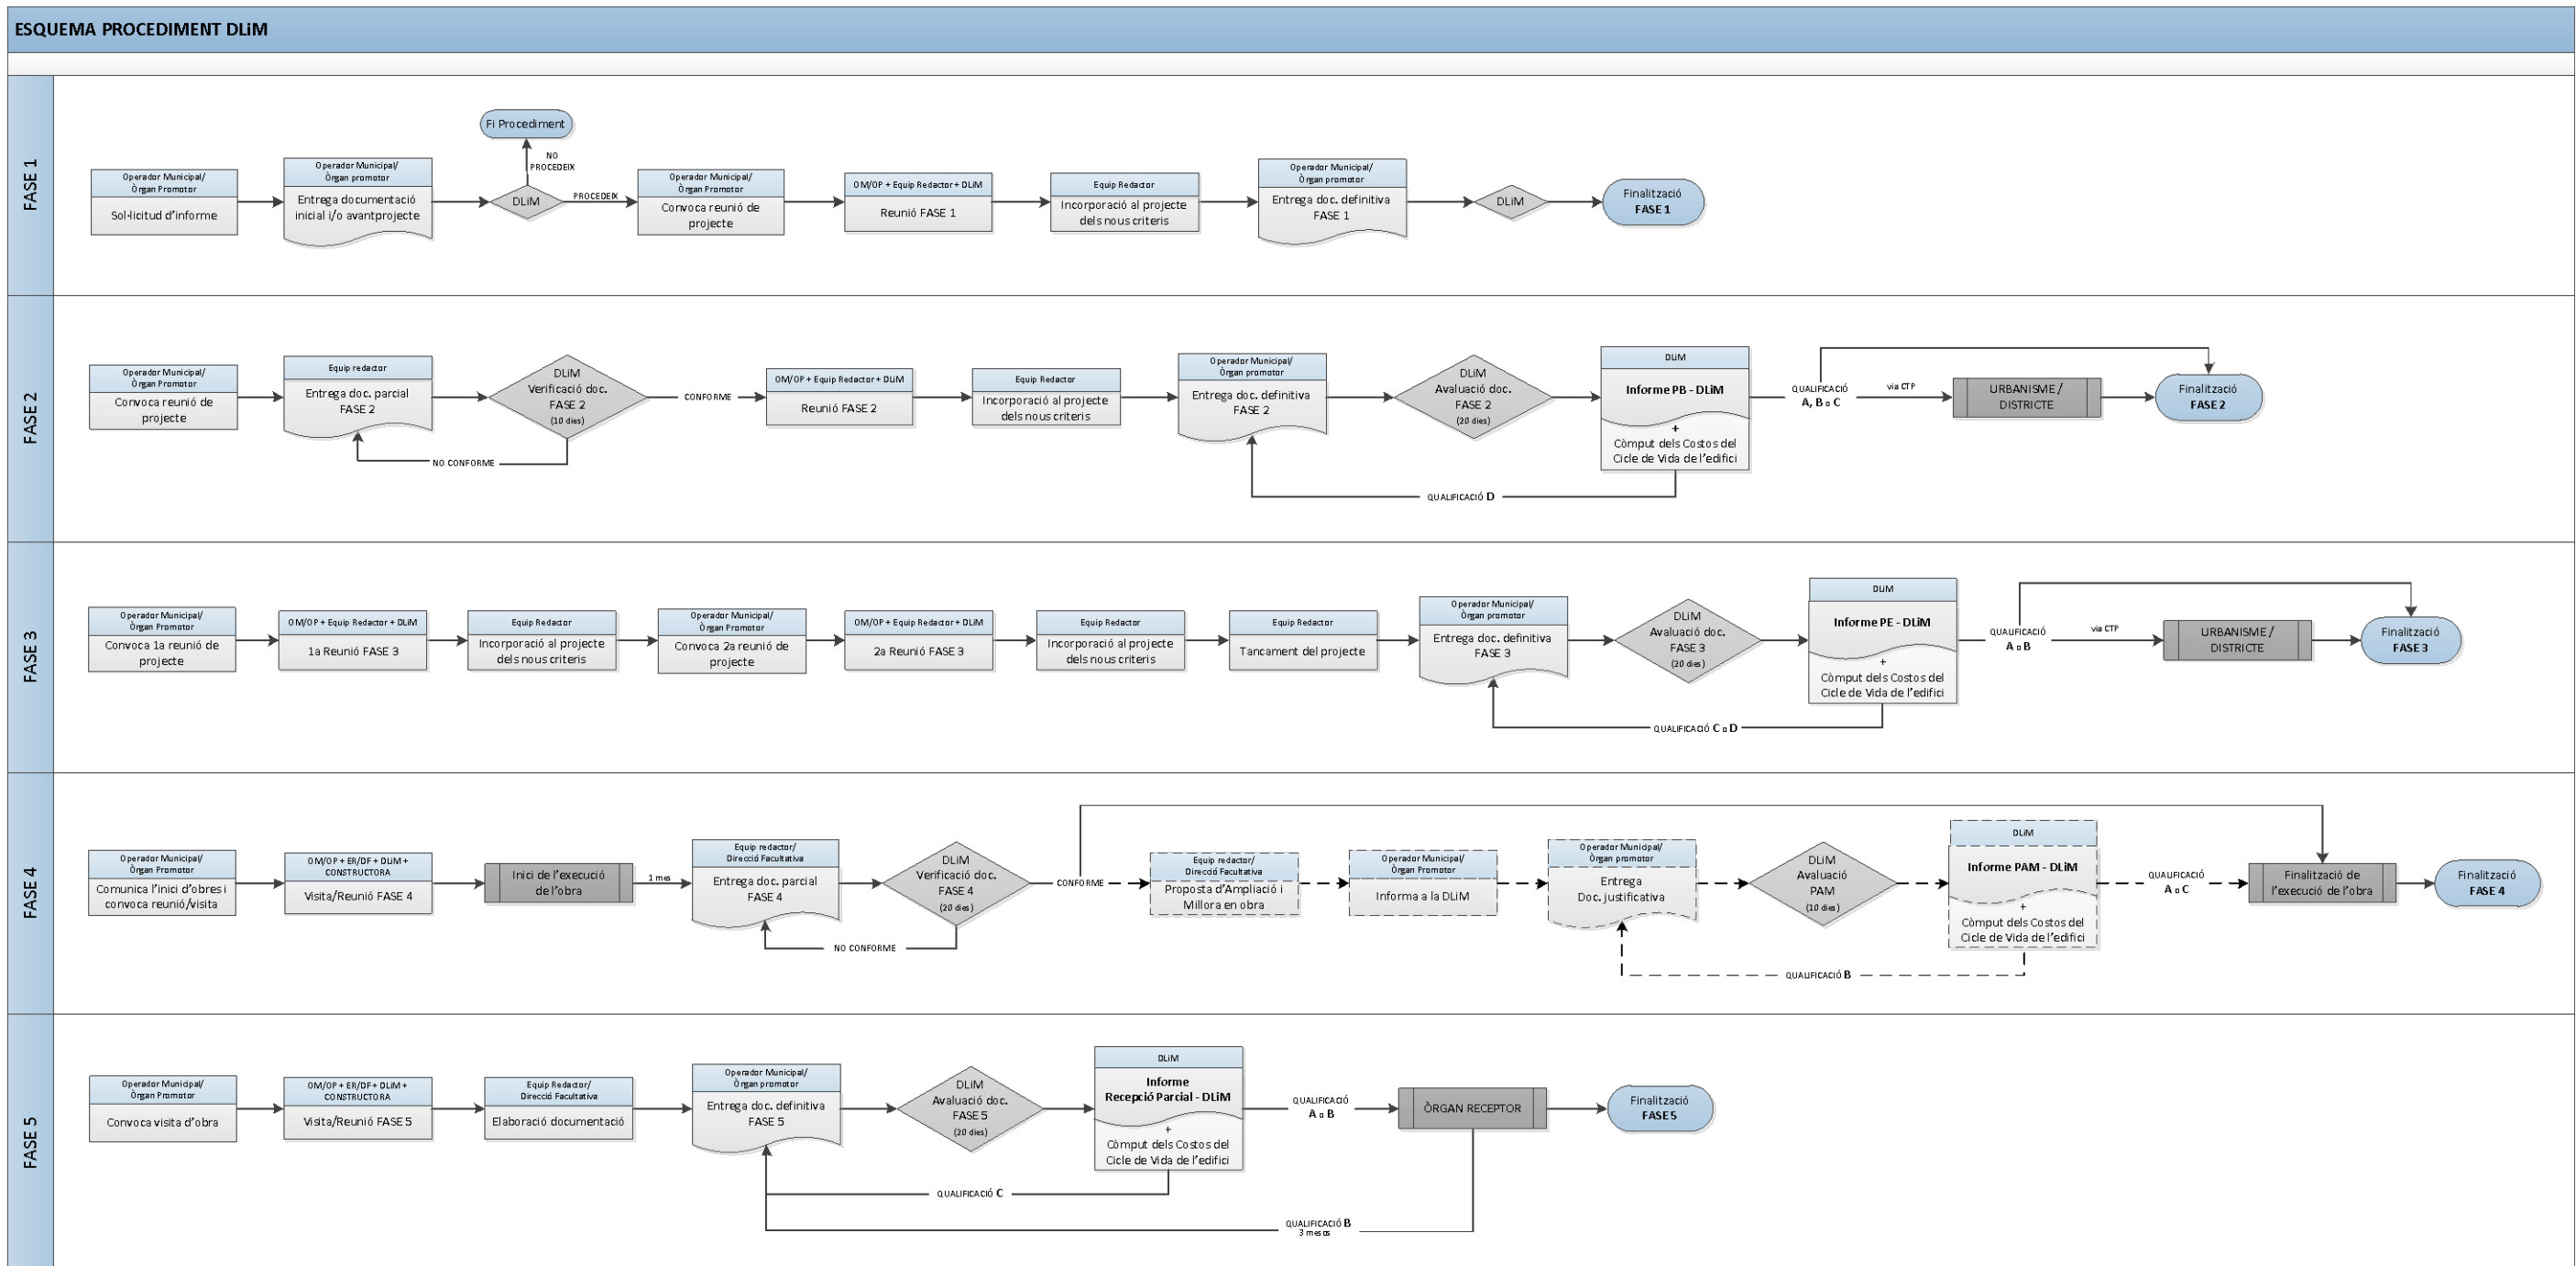 ESQUEMA PROCEDIMENT DLiM
FASE 1
Fi Procediment
NO
PROCEDEIX
Operador Municipal/
Òrgan Promotor
Sol·licitud d'informe
Operador Municipal/
Òrgan promotor
Entrega documentació
inicial i/o avantprojecte
DLiM
PROCEDEIX
Operador Municipal/
Òrgan Promotor
Convoca reunió de
projecte
OM/OP + Equip Redactor + DLiM
Reunió FASE 1
Equip Redactor
Incorporació al projecte
dels nous criteris
Operador Municipal/
Òrgan promotor
Entrega doc. definitiva
FASE 1
DLiM
Finalització
FASE 1
FASE 2
Operador Municipal/
Òrgan Promotor
Convoca reunió de
projecte
Equip redactor
Entrega doc. parcial
FASE 2
DLiM
Verificació doc.
FASE 2
(10 dies)
NO CONFORME
CONFORME
OM/OP + Equip Redactor + DLiM
Reunió FASE 2
Equip Redactor
Incorporació al projecte
dels nous criteris
Operador Municipal/
Òrgan promotor
Entrega doc. definitiva
FASE 2
DLiM
Avaluació doc.
FASE 2
(20 dies)
DLiM
Informe PB - DLiM
+
Còmput dels Costos del
Cicle de Vida de l'edifici
QUALIFICACIÓ D
QUALIFICACIÓ
A, B o C
via CTP
URBANISME /
DISTRICTE
Finalització
FASE 2
FASE 3
Operador Municipal/
Òrgan Promotor
Convoca 1a reunió de
projecte
OM/OP + Equip Redactor + DLiM
1a Reunió FASE 3
Equip Redactor
Incorporació al projecte
dels nous criteris
Operador Municipal/
Òrgan Promotor
Convoca 2a reunió de
projecte
OM/OP + Equip Redactor + DLiM
2a Reunió FASE 3
Equip Redactor
Incorporació al projecte
dels nous criteris
Equip Redactor
Tancament del projecte
Operador Municipal/
Òrgan promotor
Entrega doc. definitiva
FASE 3
DLiM
Avaluació doc.
FASE 3
(20 dies)
DLiM
Informe PE - DLiM
+
Còmput dels Costos del
Cicle de Vida de l'edifici
QUALIFICACIÓ C o D
QUALIFICACIÓ
A o B
via CTP
URBANISME /
DISTRICTE
Finalització
FASE 3
FASE 4
Operador Municipal/
Òrgan Promotor
Comunica l'inici d'obres i
convoca reunió/visita
OM/OP + ER/DF + DLiM +
CONSTRUCTORA
Visita/Reunió FASE 4
Inici de l'execució
de l'obra
1 mes
Equip redactor/
Direcció Facultativa
Entrega doc. parcial
FASE 4
DLiM
Verificació doc.
FASE 4
(20 dies)
NO CONFORME
CONFORME
Equip redactor/
Direcció Facultativa
Proposta d'Ampliació i
Millora en obra
Operador Municipal/
Òrgan Promotor
Informa a la DLiM
Operador Municipal/
Òrgan promotor
Entrega
Doc. justificativa
DLiM
Avaluació
PAM
(10 dies)
DLiM
Informe PAM - DLiM
+
Còmput dels Costos del
Cicle de Vida de l'edifici
QUALIFICACIÓ B
QUALIFICACIÓ
A o C
Finalització de
l'execució de l'obra
Finalització
FASE 4
FASE 5
Operador Municipal/
Òrgan Promotor
Convoca visita d'obra
OM/OP + ER/DF + DLiM +
CONSTRUCTORA
Visita/Reunió FASE 5
Equip Redactor/
Direcció Facultativa
Elaboració documentació
Operador Municipal/
Òrgan promotor
Entrega doc. definitiva
FASE 5
DLiM
Avaluació doc.
FASE 5
(20 dies)
DLiM
Informe
Recepció Parcial - DLiM
+
Còmput dels Costos del
Cicle de Vida de l'edifici
QUALIFICACIÓ C
QUALIFICACIÓ
A o B
ÒRGAN RECEPTOR
QUALIFICACIÓ B
3 mesos
Finalització
FASE 5